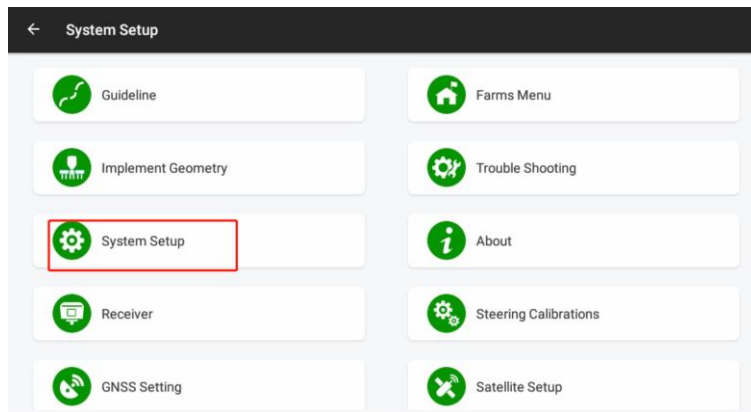 System Setup
Guideline
Farms Menu
Implement Geometry
Trouble Shooting
System Setup
About
Receiver
Steering Calibrations
GNSS Setting
Satellite Setup